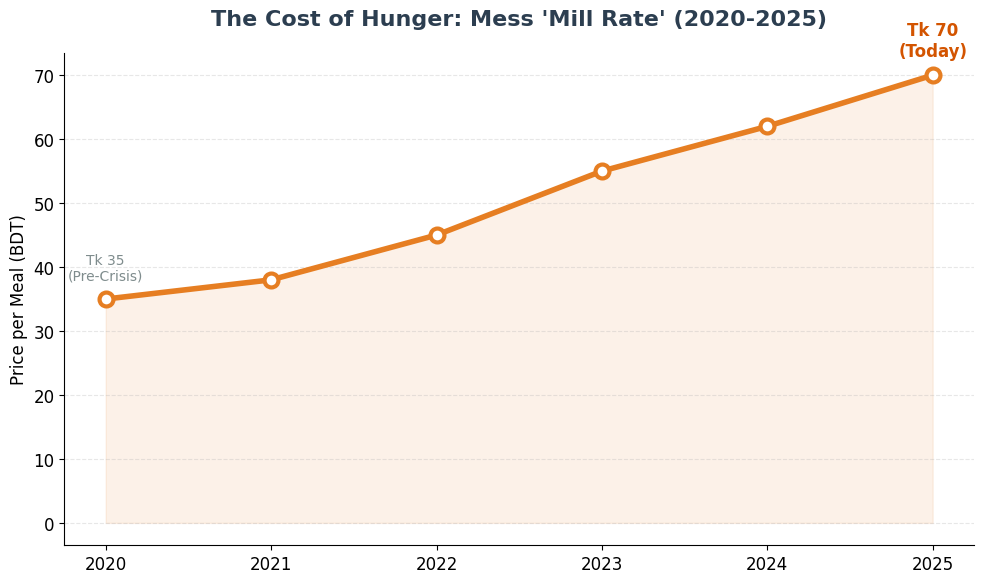 The Cost of Hunger: Mess 'Mill Rate' (2020-2025)
Tk 70
(Today)
70
60
50
40
30
20
10
0
Price per Meal (BDT)
Tk 35
(Pre-Crisis)
2020
2021
2022
2023
2024
2025